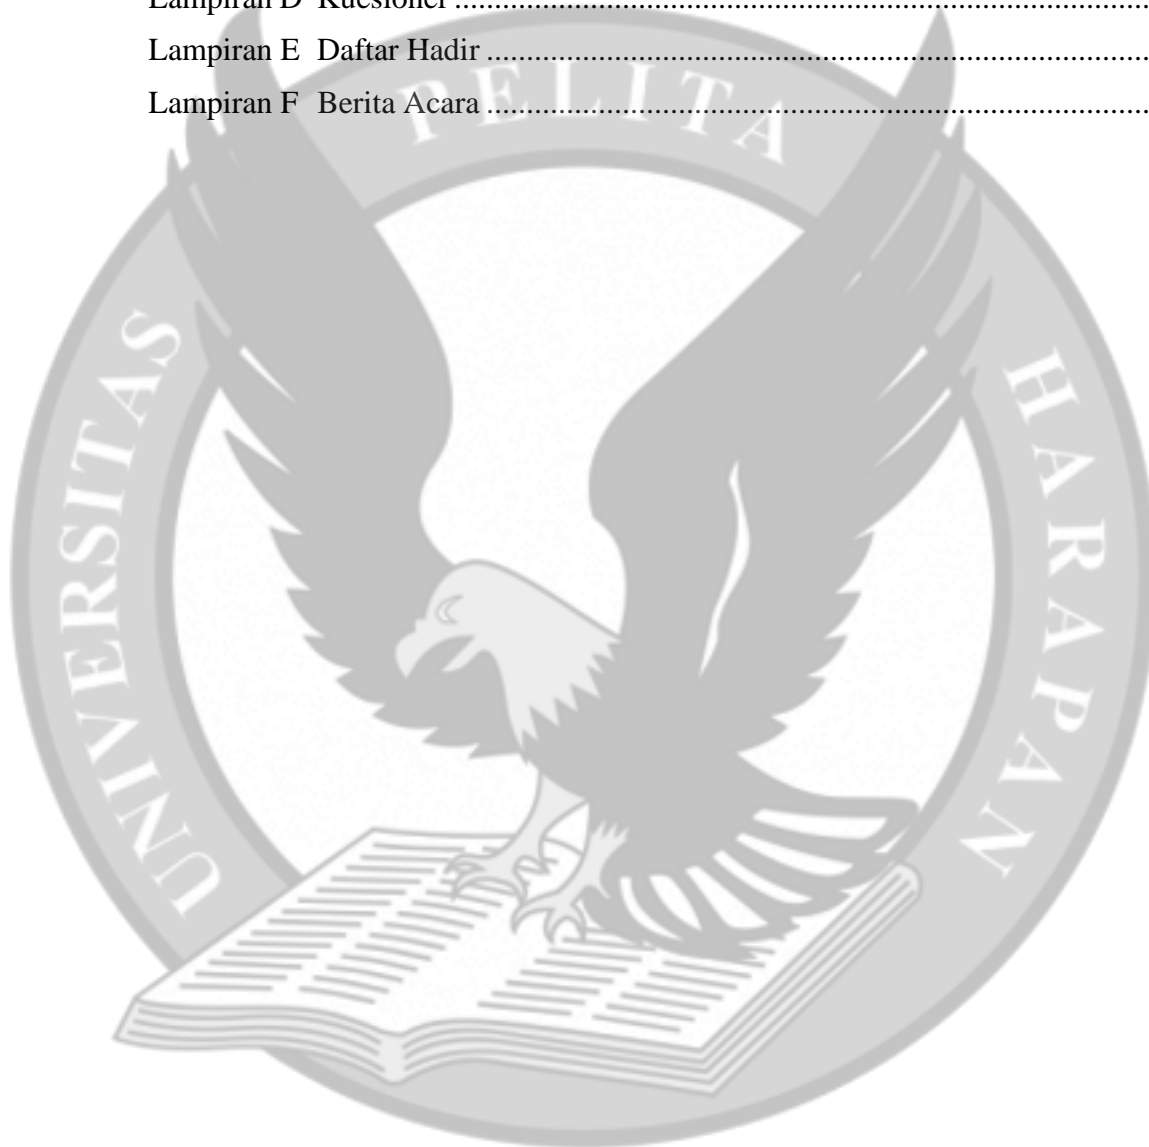 Lampiran D Kuesioner ....................................................................................
Lampiran E Daftar Hadir ................................................................................
Lampiran F Berita Acara ................................................................................
UNIVERSITAS PELITA HARAPAN